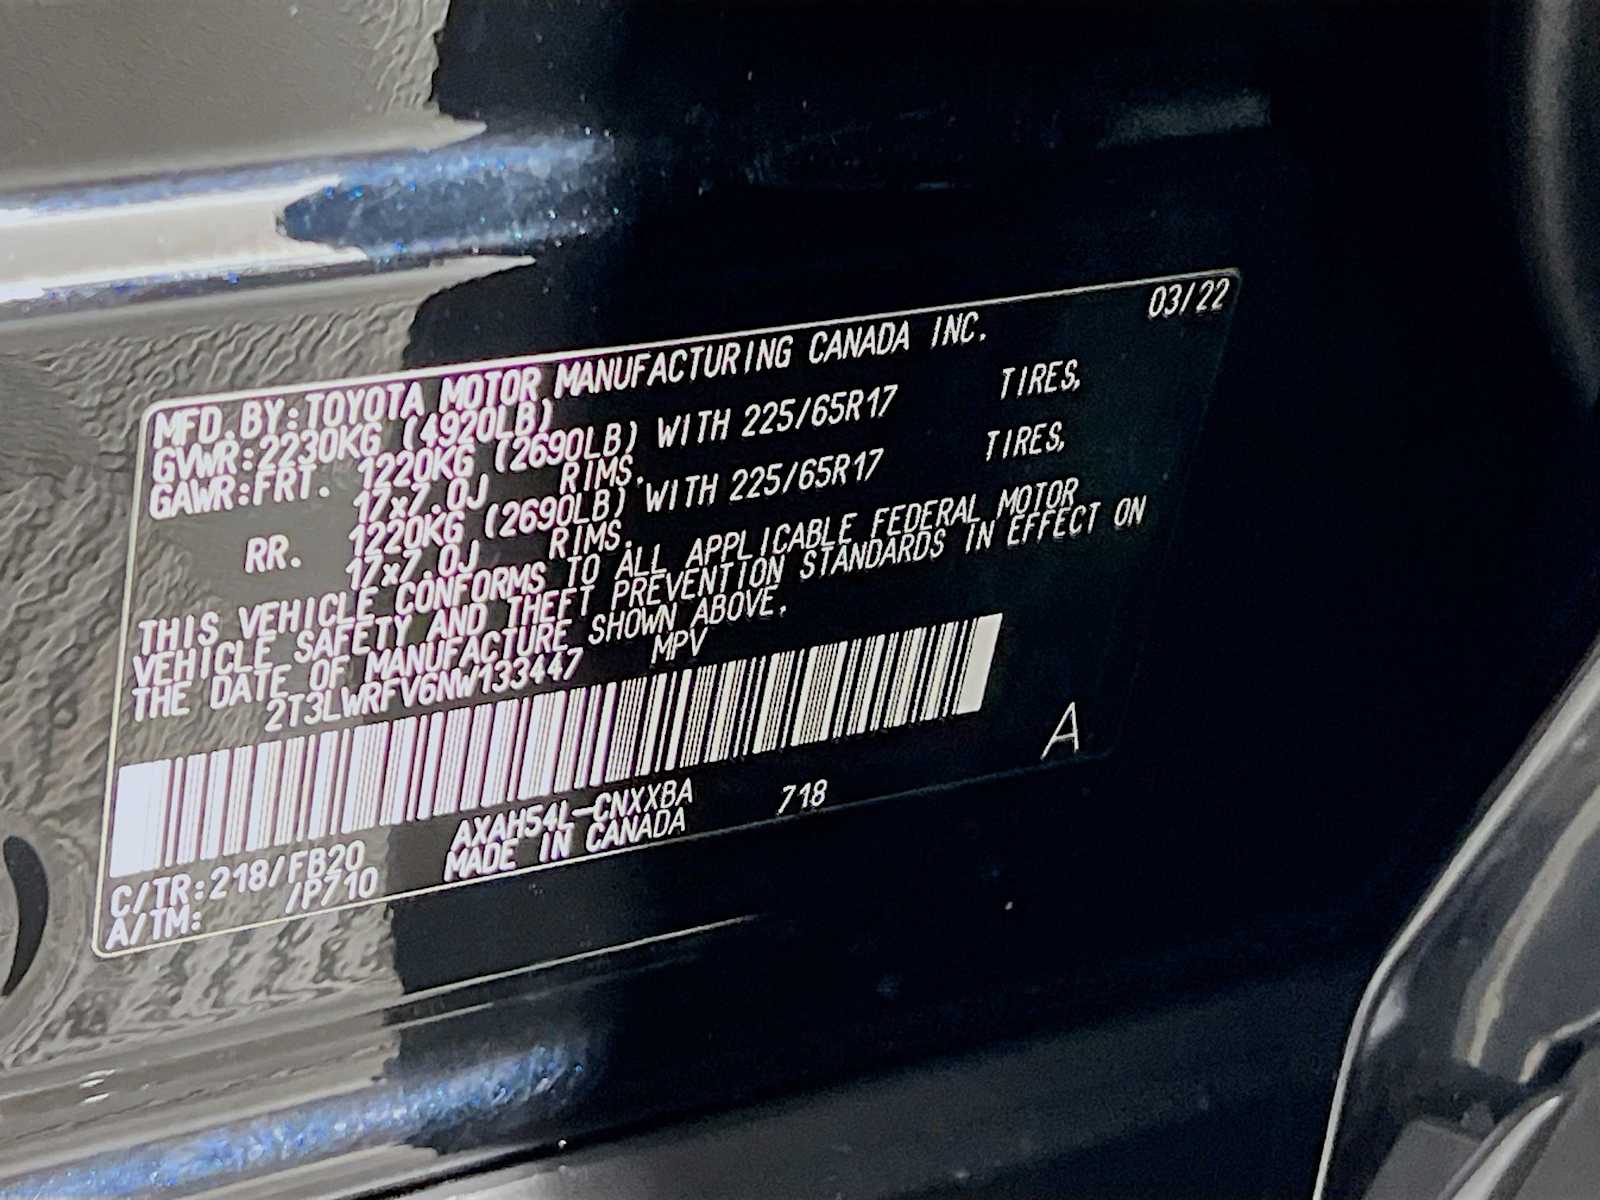 03/22
MFD.BY:TOYOTA MOTOR MANUFACTURING CANADA INC.
GVWR:2230KG (4920LB)
GAWR:FRT. 1220KG (2690LB) WITH 225/65R17 TIRES,
17x7.0J RIMS.
RR. 1220KG (2690LB) WITH 225/65R17 TIRES,
17x7.0J RIMS.
THIS VEHICLE CONFORMS TO ALL APPLICABLE FEDERAL MOTOR
VEHICLE SAFETY AND THEFT PREVENTION STANDARDS IN EFFECT ON
THE DATE OF MANUFACTURE SHOWN ABOVE.
2T3LWRFV6NW133447 MPV
A
C/TR:218/FB20 AXAH54L-CNXXBA 718
A/TM: /P710 MADE IN CANADA